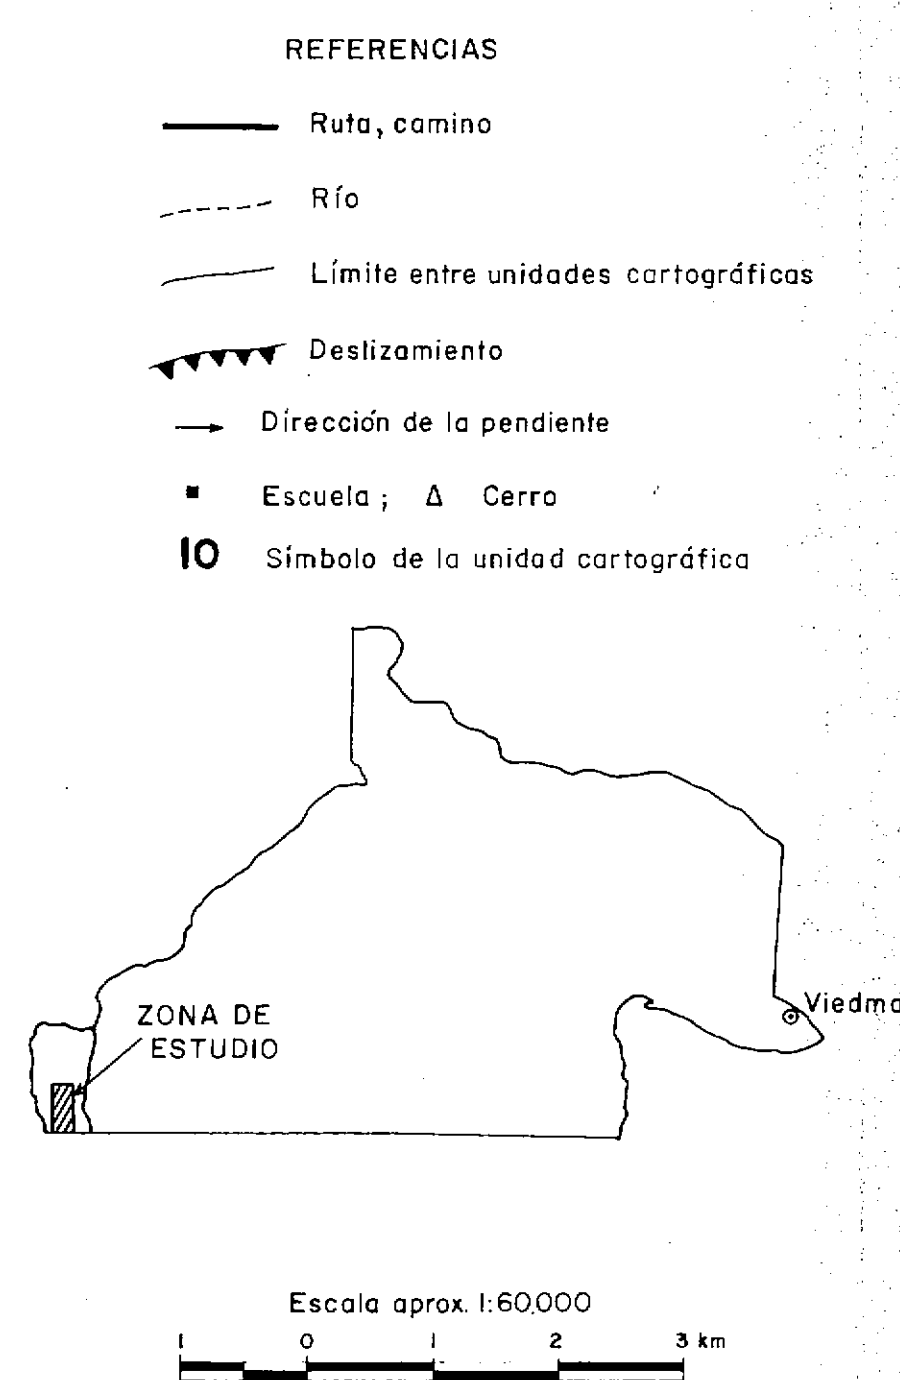 REFERENCIAS
Ruta, camino
Río
Límite entre unidades cartográficas
Deslizamiento
Dirección de la pendiente
Escuela ; Δ Cerro
10 Símbolo de la unidad cartográfica
ZONA DE
ESTUDIO
Viedma
Escala aprox. 1:60.000
1 0 1 2 3 km